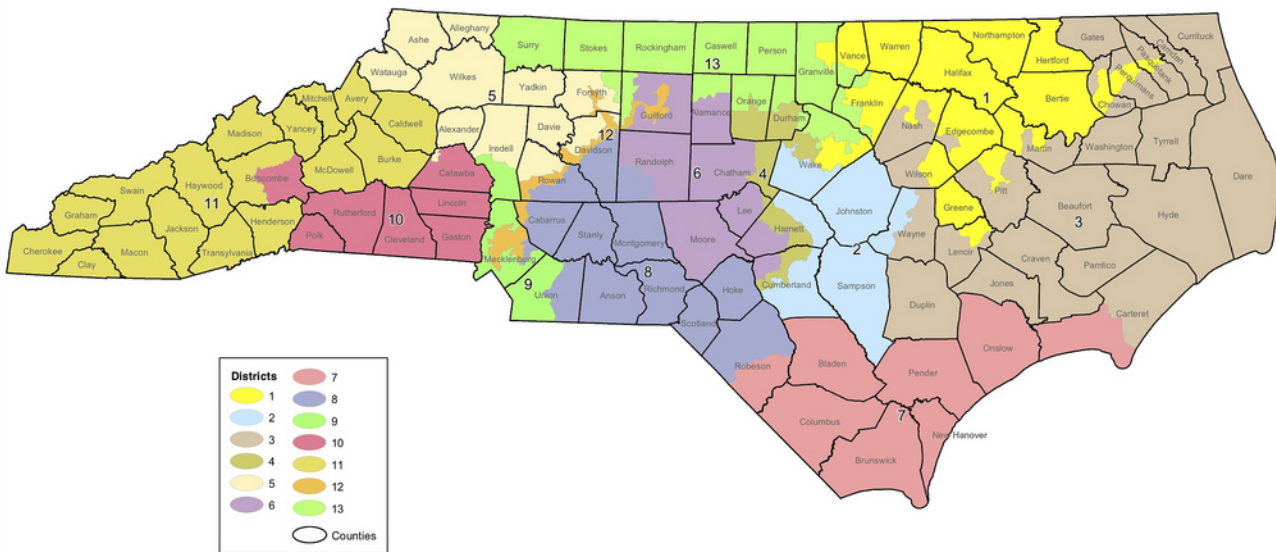 Alleghany
Ashe
Surry
Stokes
Rockingham
Caswell
Person
Vance
Warren
Northampton
Gates
Currituck
Camden
Pasquotank
Perquimans
13
Granville
Halifax
Hertford
Watauga
Wilkes
5
Yadkin
Forsyth
Guilford
Alamance
Orange
Durham
Franklin
1
Bertie
Chowan
Mitchell
Avery
Yancey
Caldwell
Alexander
Davie
Iredell
12
Davidson
Nash
Edgecombe
Martin
Washington
Tyrrell
Dare
Madison
Burke
McDowell
Buncombe
Catawba
Rowan
Randolph
Chatham
4
Wake
Wilson
Pitt
Swain
Haywood
11
Graham
Jackson
Henderson
Rutherford
10
Lincoln
6
Lee
Johnston
Greene
Beaufort
3
Hyde
Cherokee
Clay
Macon
Transylvania
Polk
Cleveland
Gaston
Mecklenburg
Cabarrus
Stanly
Montgomery
Moore
Harnett
2
Wayne
Lenoir
Craven
Pamlico
9
Union
Anson
8
Richmond
Hoke
Cumberland
Sampson
Jones
Duplin
Carteret
Scotland
Robeson
Bladen
Onslow
Pender
Columbus
7
New Hanover
Brunswick
Districts
1
2
3
4
5
6
7
8
9
10
11
12
13
Counties